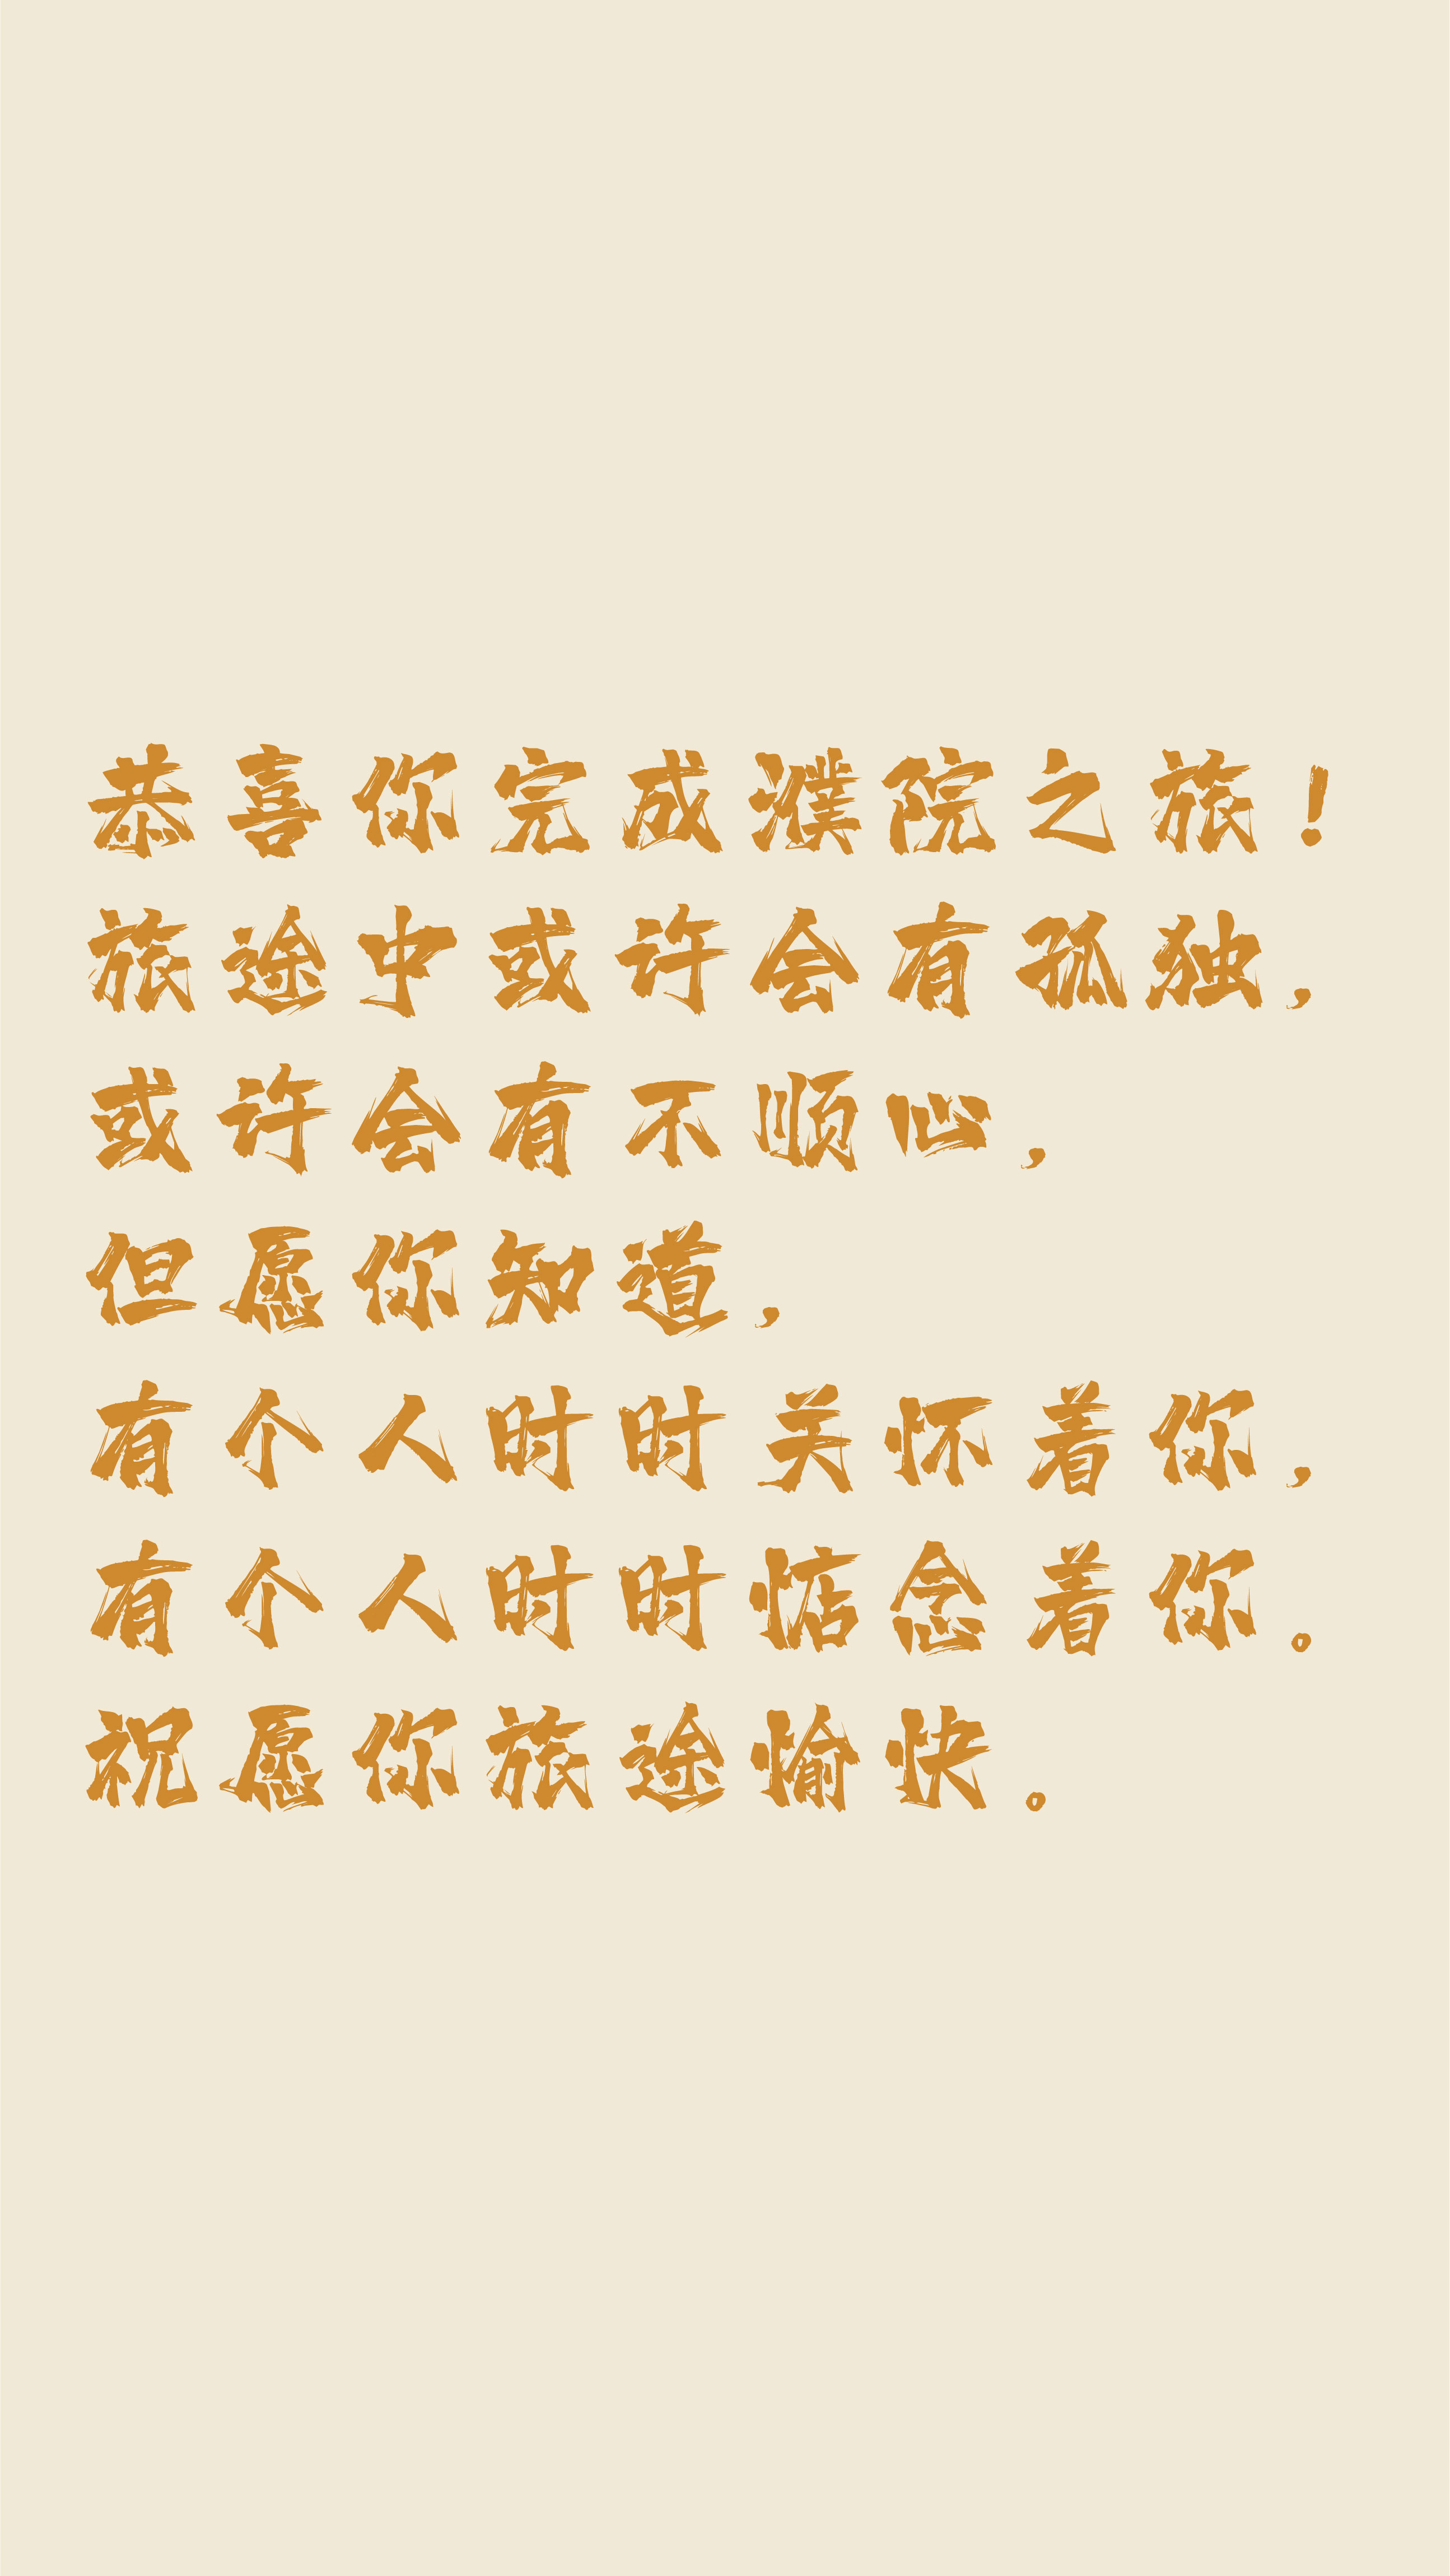 恭喜你完成濮院之旅！
旅途中或许会有孤独，
或许会有不顺心，
但愿你知道，
有个人时时关怀着你，
有个人时时惦念着你。
祝愿你旅途愉快。